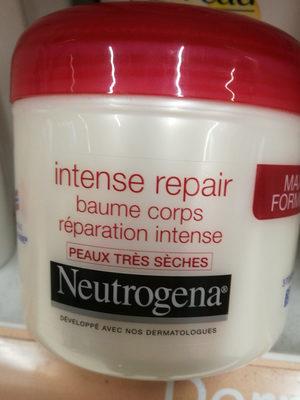 intense repair
baume corps
réparation intense
PEAUX TRÈS SÈCHES
Neutrogena®
DÉVELOPPÉ AVEC NOS DERMATOLOGUES